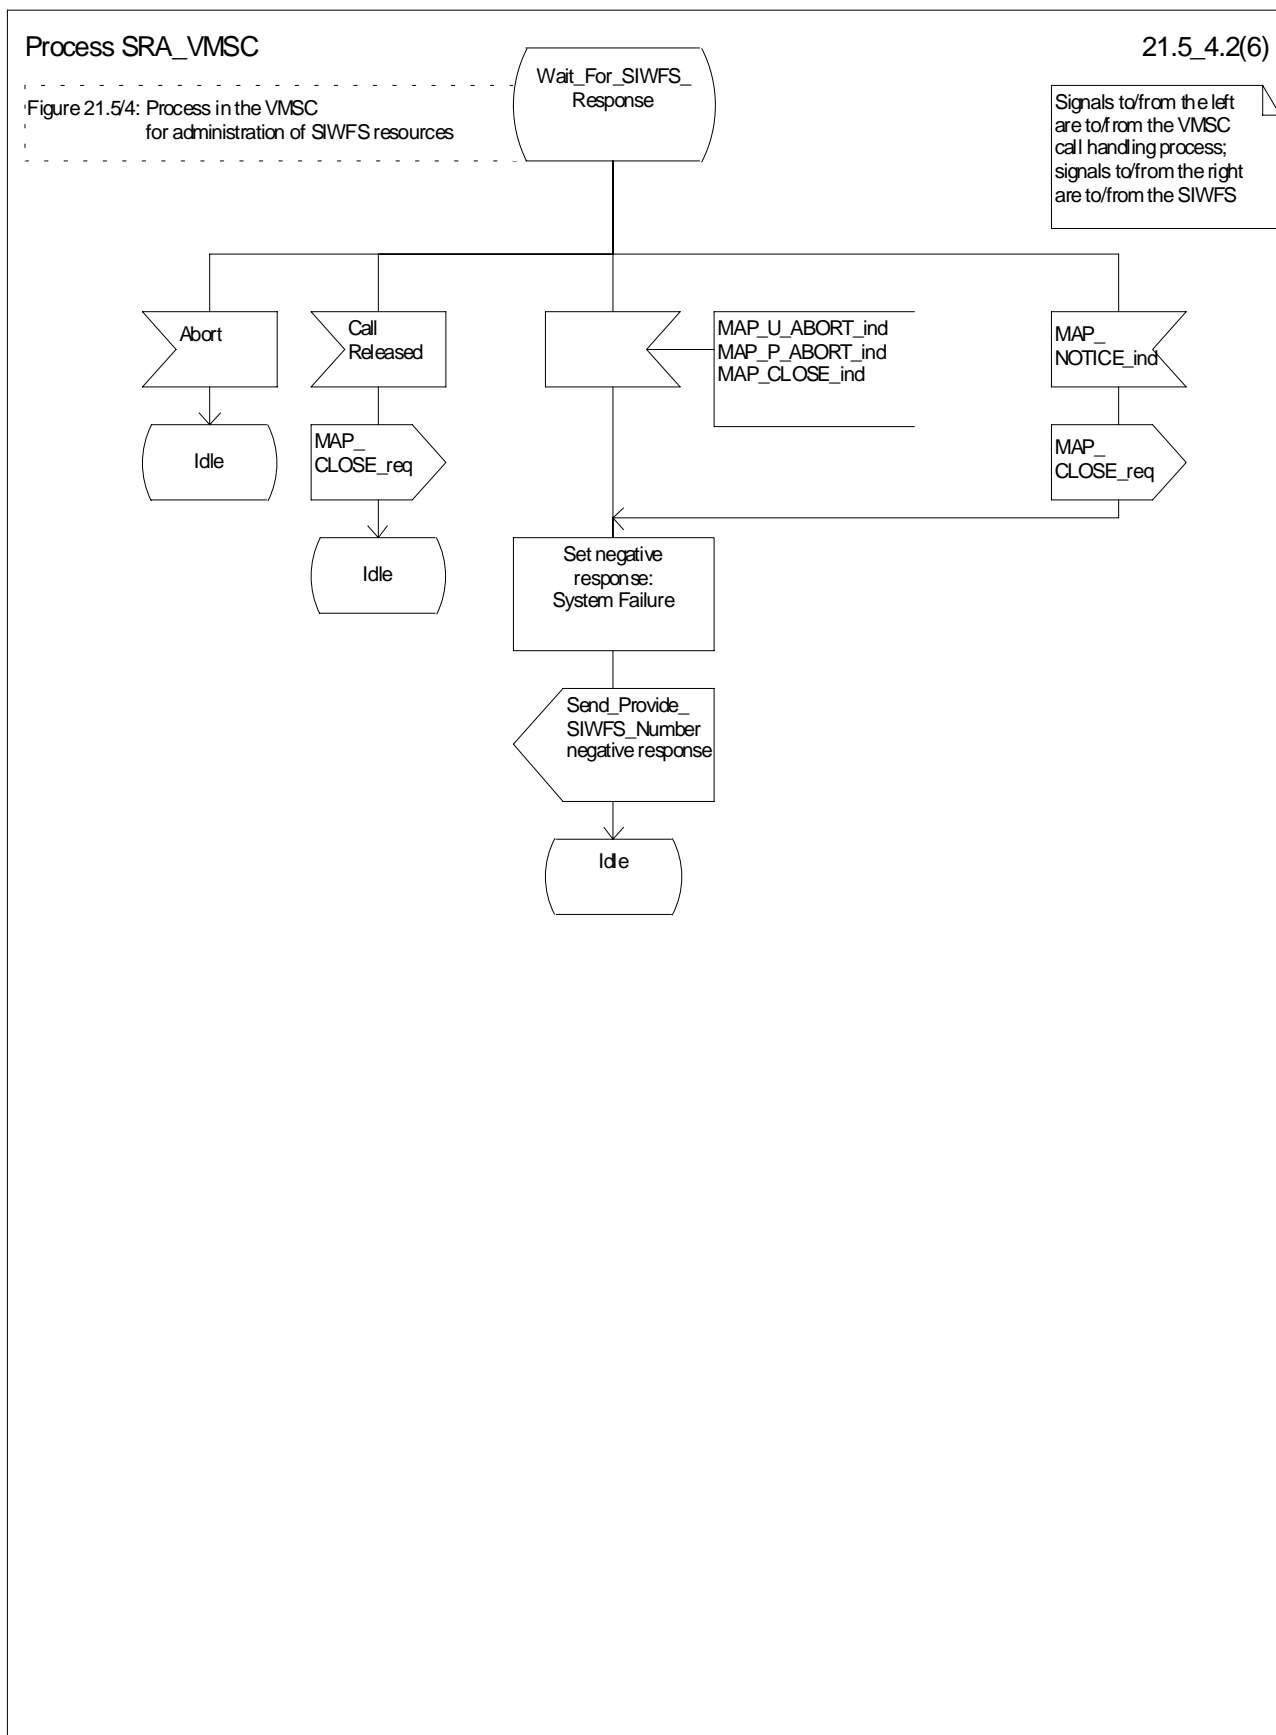 Process SRA_VMSC
21.5_4.2(6)
Figure 21.5/4: Process in the VMSC
for administration of SIWFS resources
Wait_For_SIWFS_
Response
Signals to/from the left
are to/from the VMSC
call handling process;
signals to/from the right
are to/from the SIWFS
Abort
Call
Released
MAP_U_ABORT_ind
MAP_P_ABORT_ind
MAP_CLOSE_ind
MAP_
NOTICE_ind
Idle
MAP_
CLOSE_req
MAP_
CLOSE_req
Idle
Set negative
response:
System Failure
Send_Provide_
SIWFS_Number
negative response
Idle